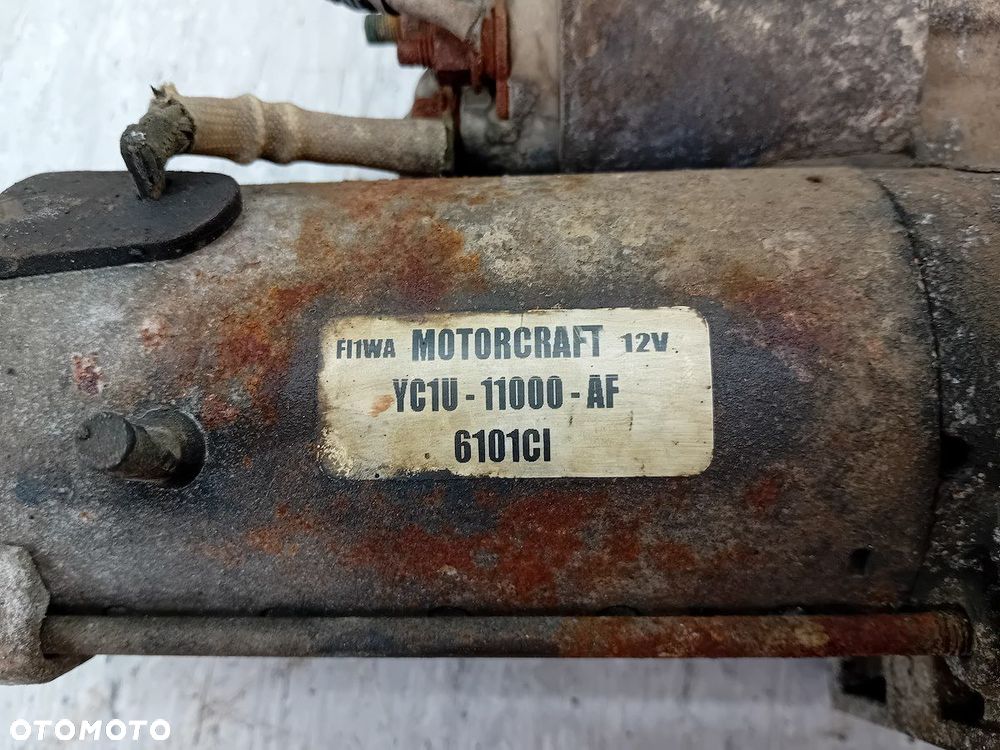 FI1WA MOTORCRAFT 12V
YC1U - 11000 - AF
6101CI
OTOMOTO